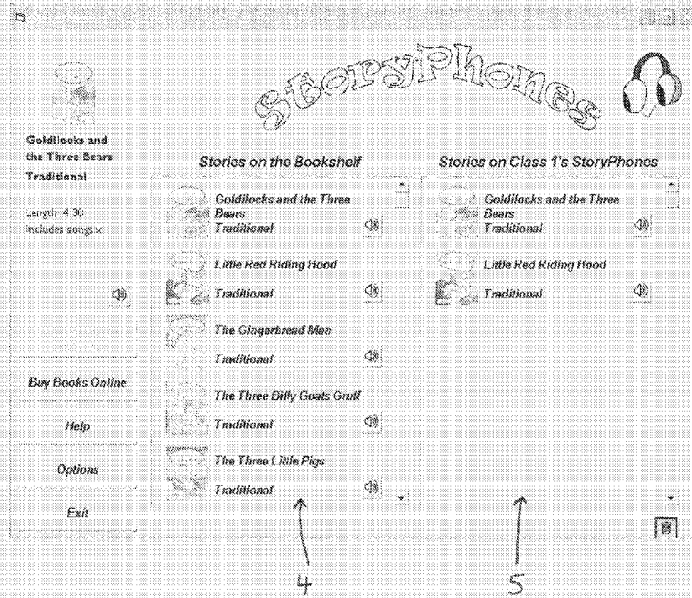 StoryPhones
Goldilocks and
the Three Bears
Traditional
Length 4.30
Includes songs x
Buy Books Online
Help
Options
Exit
Stories on the Bookshelf
Goldilocks and the Three
Bears
Traditional
Little Red Riding Hood
Traditional
The Gingerbread Man
Traditional
The Three Billy Goats Gruff
Traditional
The Three Little Pigs
Traditional
Stories on Class 1's StoryPhones
Goldilocks and the Three
Bears
Traditional
Little Red Riding Hood
Traditional
4
5